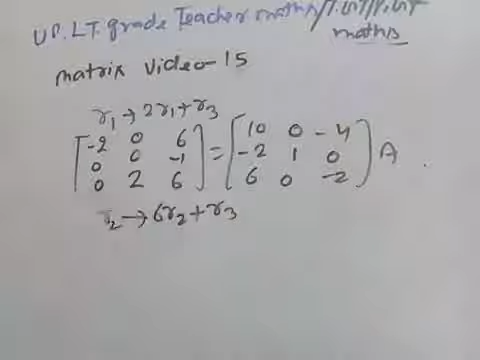 UP. LT. grade Teacher maths/T.GT/P.GT
maths
matrix video-15
r₁ → 2r₁ + r₃
[-2 0 6] = [10 0 -4]
[0 0 -1] [-2 1 0] A
[0 2 6] [6 0 -2]
r₂ → 6r₂ + r₃